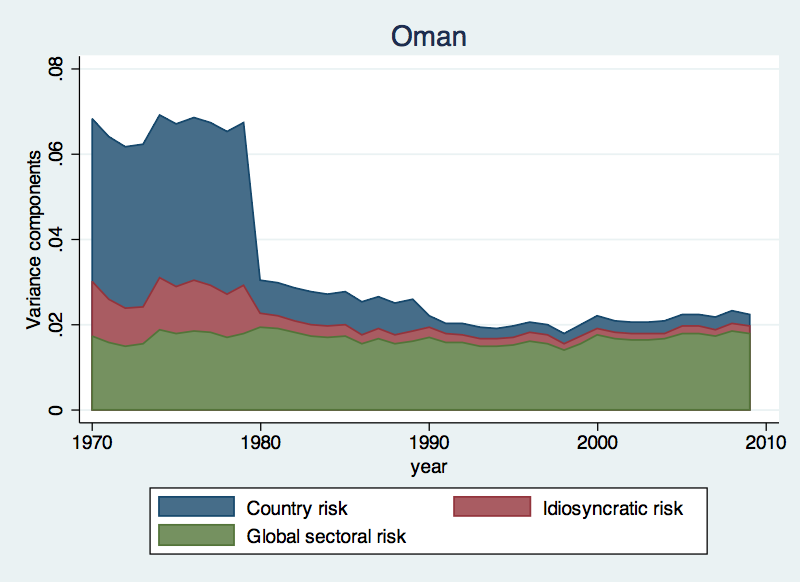 Oman
Variance components
.08
.06
.04
.02
0
1970 1980 1990 2000 2010
year
Country risk Idiosyncratic risk
Global sectoral risk